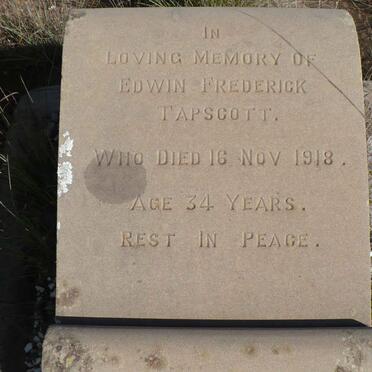 IN
LOVING MEMORY OF
EDWIN FREDERICK
TAPSCOTT.
WHO DIED 16 NOV 1918.
AGE 34 YEARS.
REST IN PEACE.